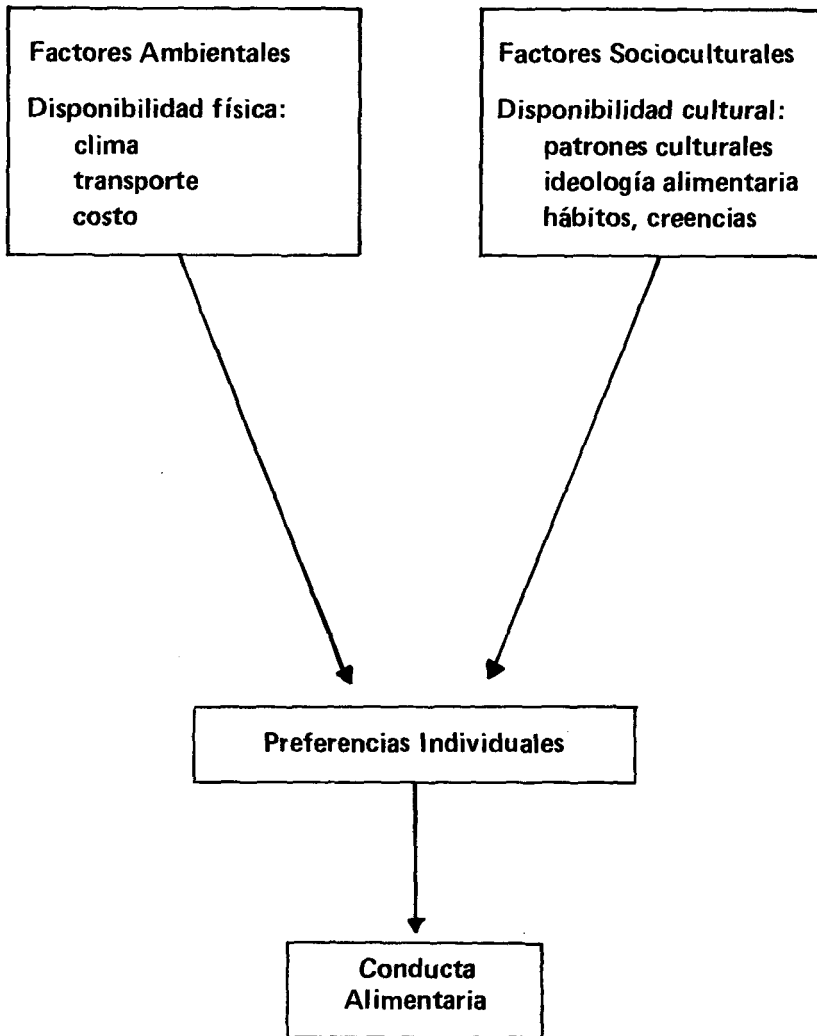 Factores Ambientales
Disponibilidad física:
clima
transporte
costo
Factores Socioculturales
Disponibilidad cultural:
patrones culturales
ideología alimentaria
hábitos, creencias
Preferencias Individuales
Conducta
Alimentaria